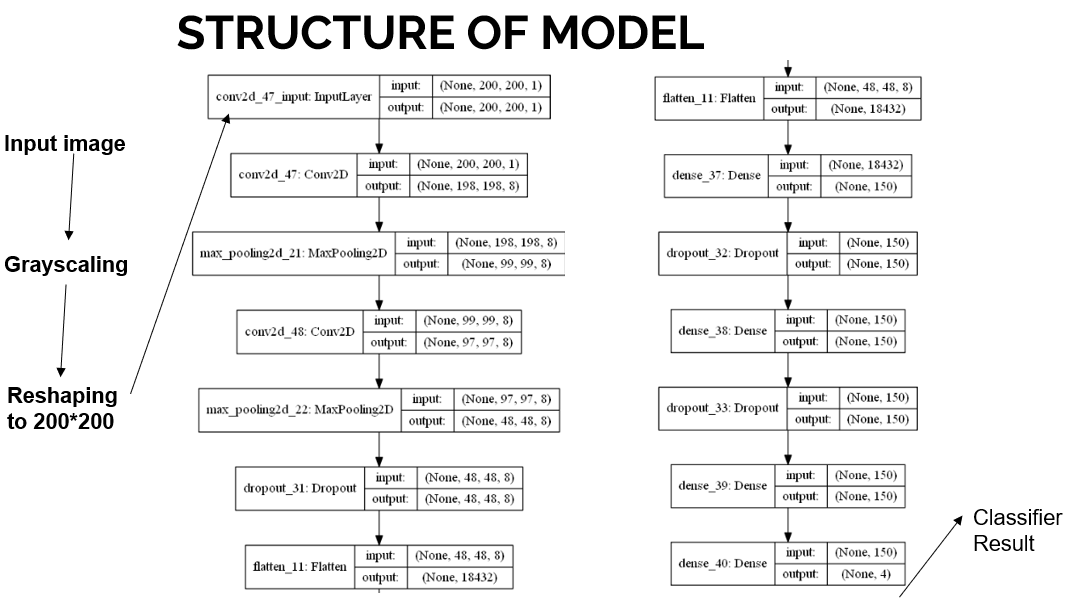 STRUCTURE OF MODEL
Input image
Grayscaling
Reshaping
to 200*200
conv2d_47_input: InputLayer
input: (None, 200, 200, 1)
output: (None, 200, 200, 1)
conv2d_47: Conv2D
input: (None, 200, 200, 1)
output: (None, 198, 198, 8)
max_pooling2d_21: MaxPooling2D
input: (None, 198, 198, 8)
output: (None, 99, 99, 8)
conv2d_48: Conv2D
input: (None, 99, 99, 8)
output: (None, 97, 97, 8)
max_pooling2d_22: MaxPooling2D
input: (None, 97, 97, 8)
output: (None, 48, 48, 8)
dropout_31: Dropout
input: (None, 48, 48, 8)
output: (None, 48, 48, 8)
flatten_11: Flatten
input: (None, 48, 48, 8)
output: (None, 18432)
flatten_11: Flatten
input: (None, 48, 48, 8)
output: (None, 18432)
dense_37: Dense
input: (None, 18432)
output: (None, 150)
dropout_32: Dropout
input: (None, 150)
output: (None, 150)
dense_38: Dense
input: (None, 150)
output: (None, 150)
dropout_33: Dropout
input: (None, 150)
output: (None, 150)
dense_39: Dense
input: (None, 150)
output: (None, 150)
dense_40: Dense
input: (None, 150)
output: (None, 4)
Classifier
Result